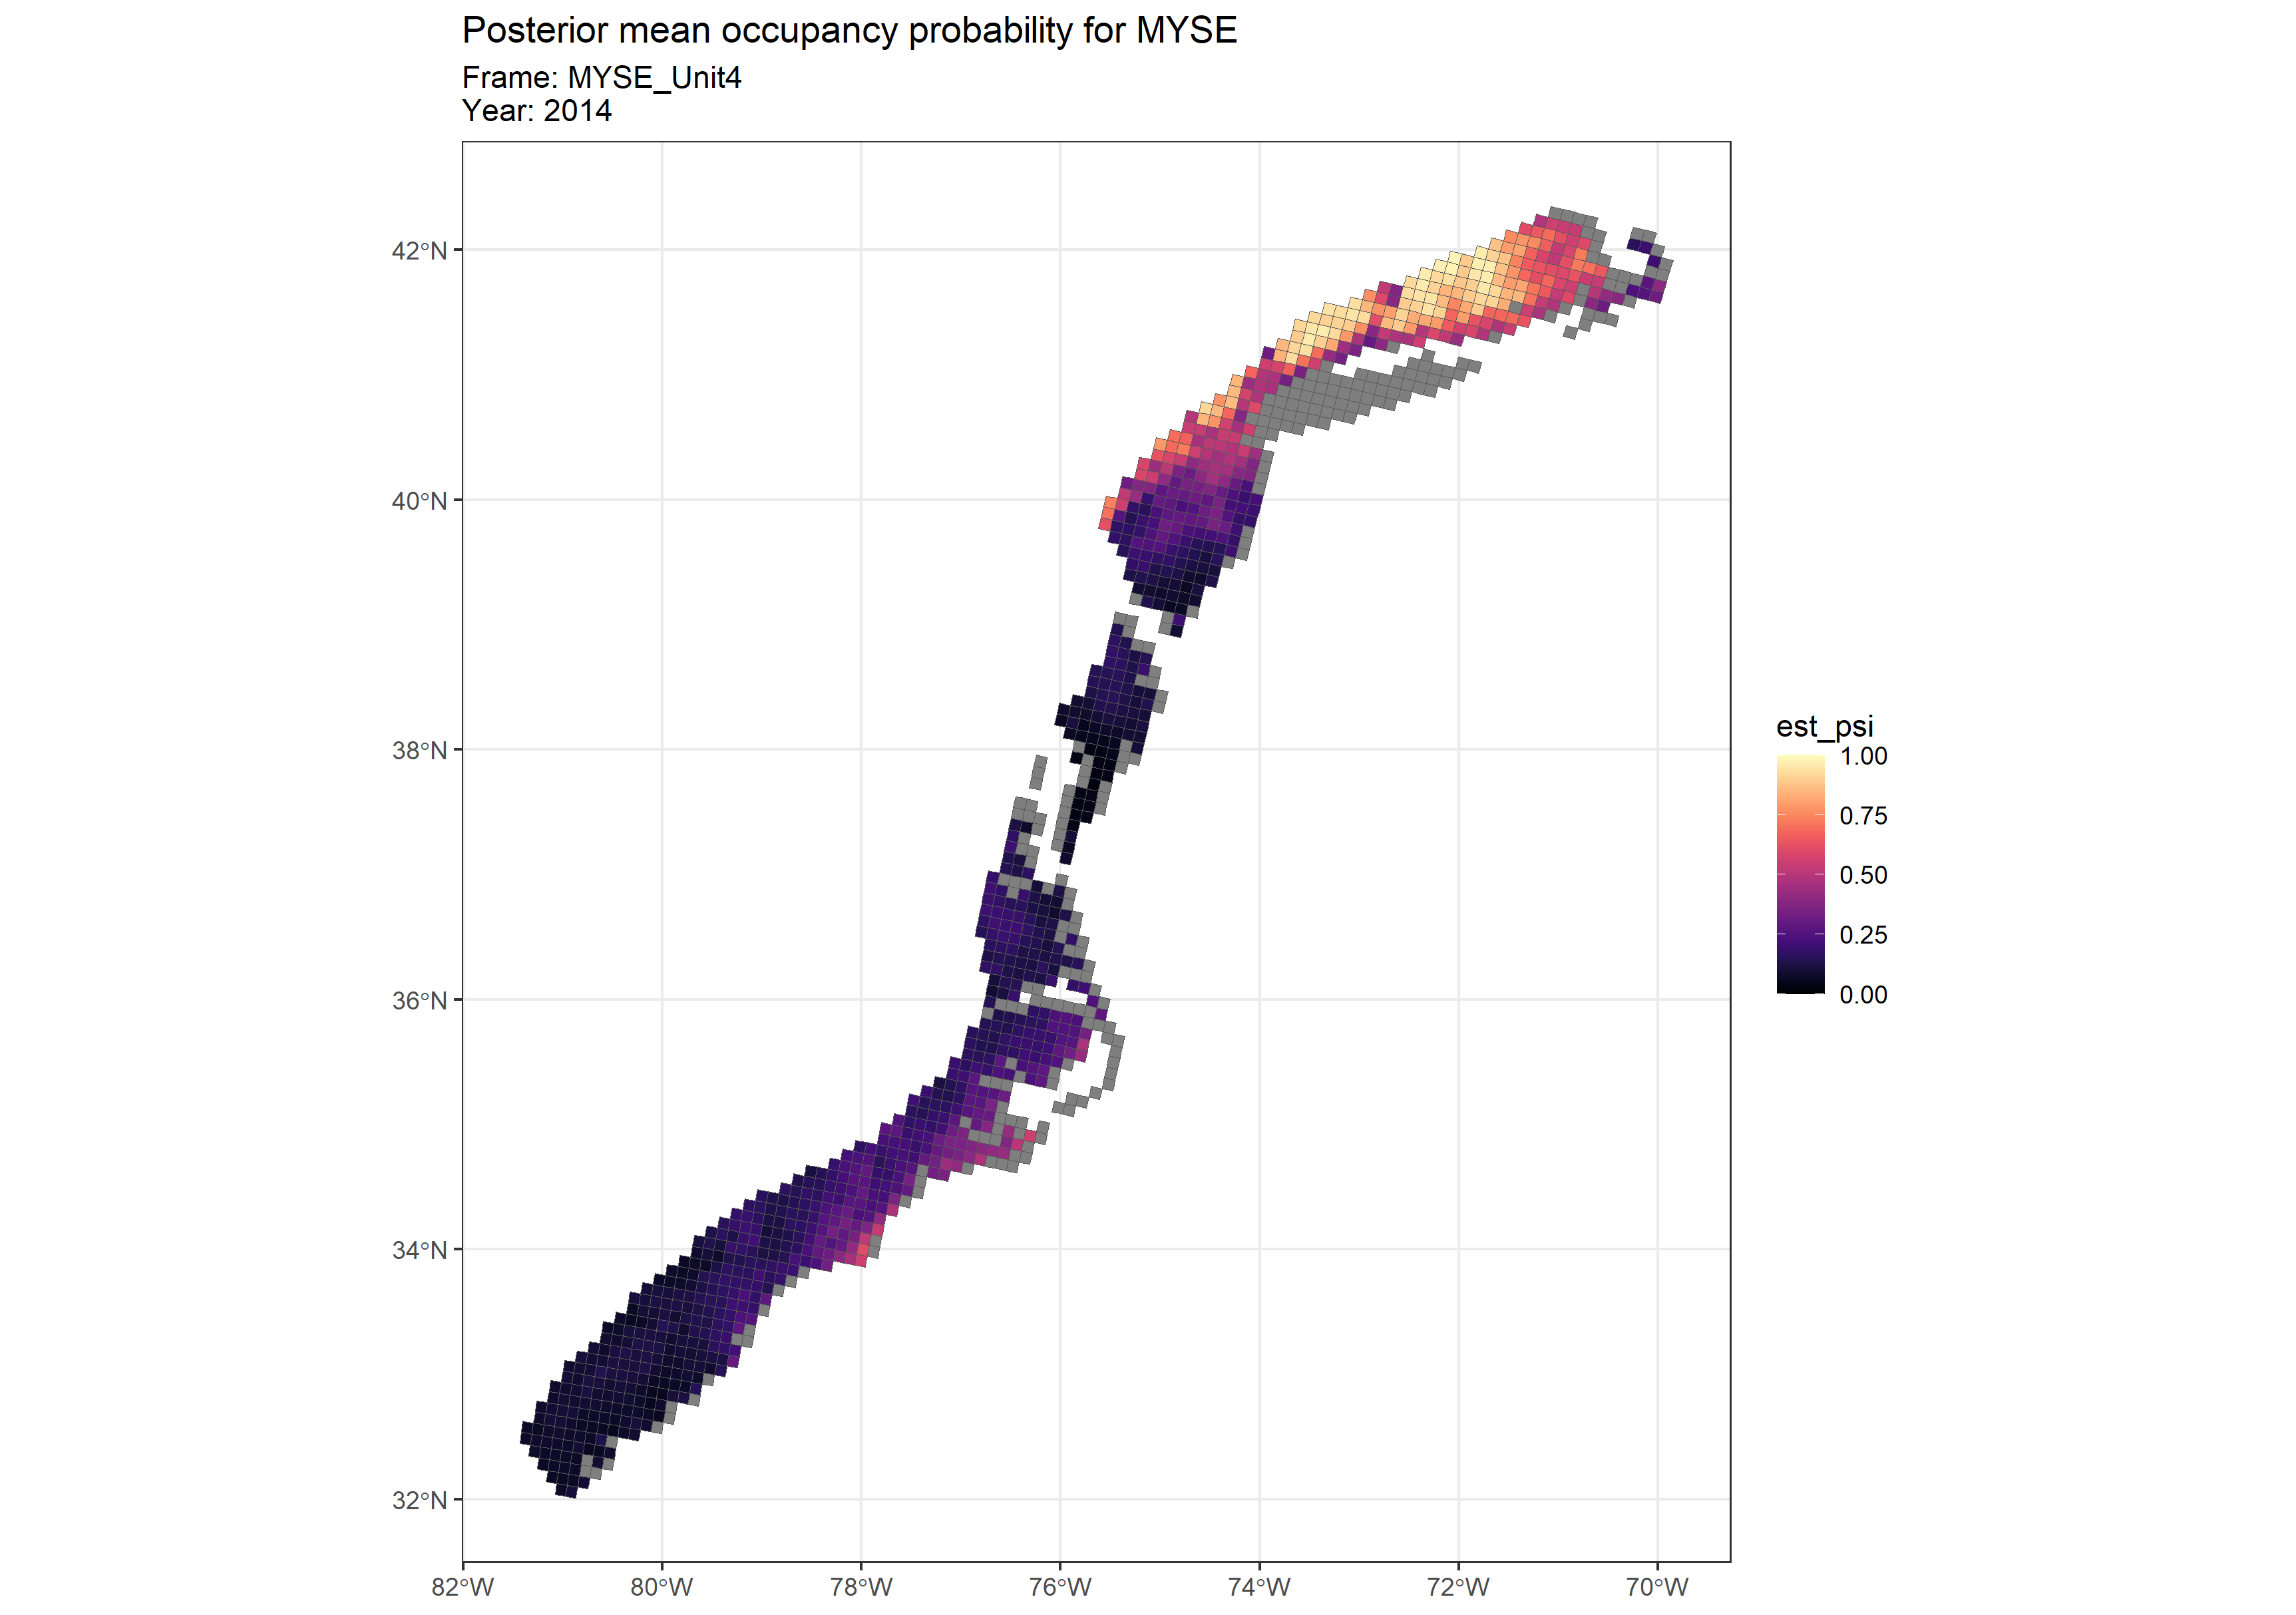 Posterior mean occupancy probability for MYSE
Frame: MYSE_Unit4
Year: 2014
42°N
40°N
38°N
36°N
34°N
32°N
82°W
80°W
78°W
76°W
74°W
72°W
70°W
est_psi
1.00
0.75
0.50
0.25
0.00